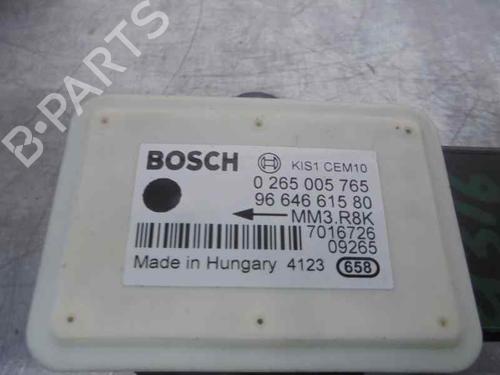 B-PARTS
BOSCH KIS1 CEM10
0 265 005 765
96 646 615 80
MM3.R8K
7016726
09265
Made in Hungary 4123 658